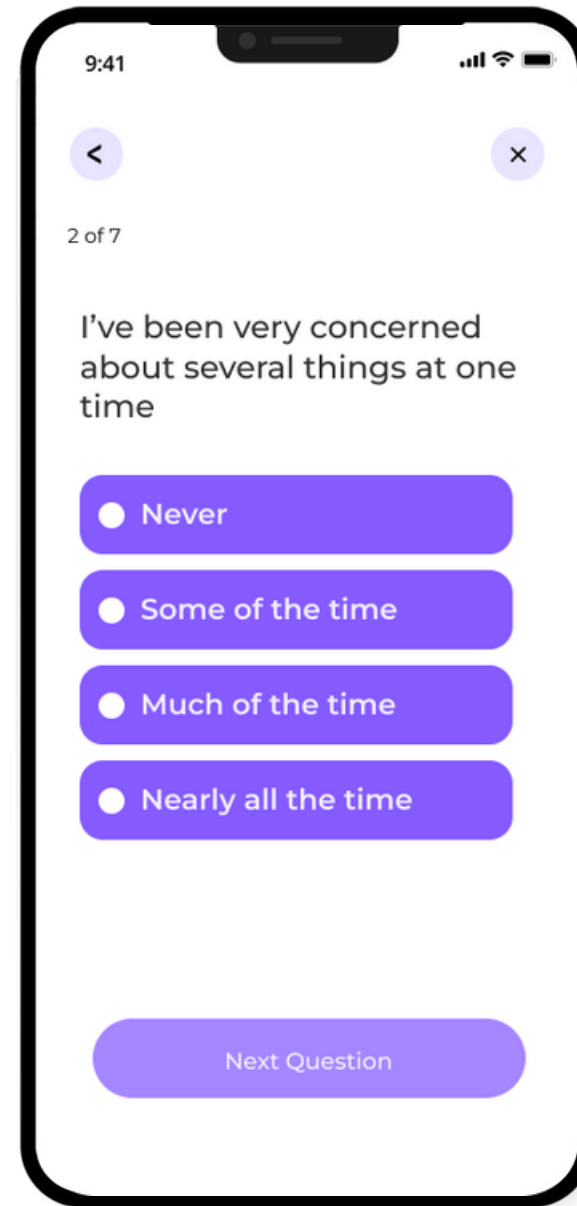 9:41
2 of 7
I’ve been very concerned
about several things at one
time
Never
Some of the time
Much of the time
Nearly all the time
Next Question